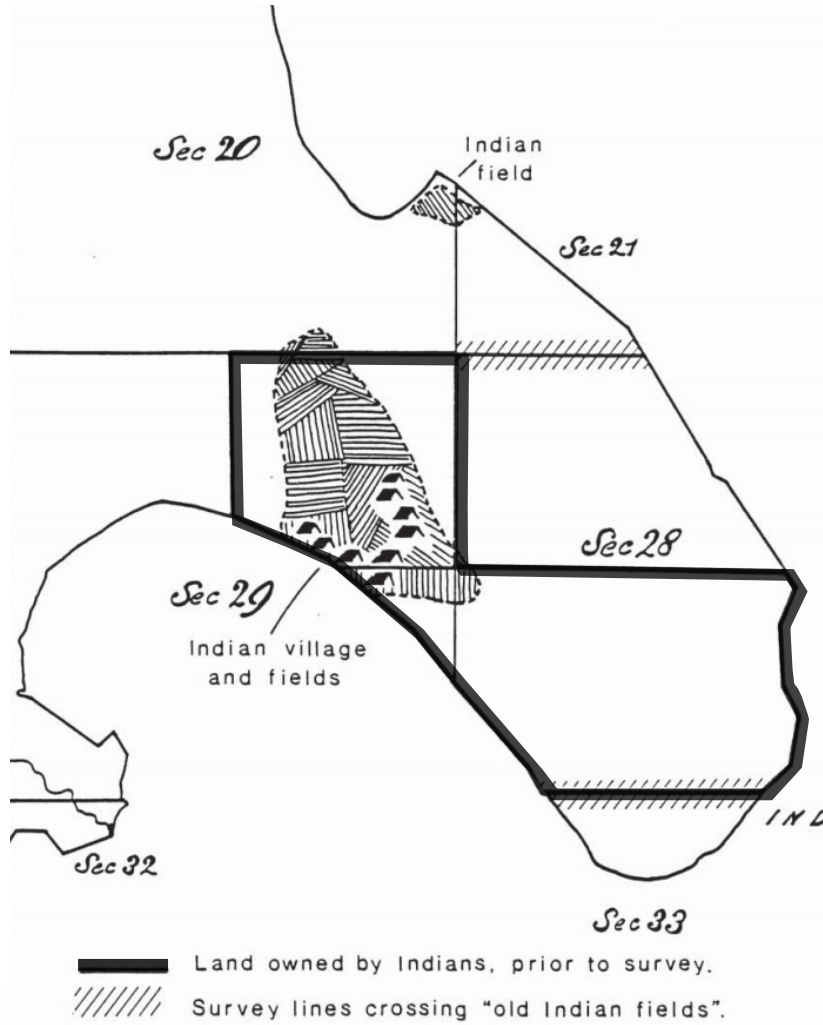 Sec 20
Indian
field
Sec 21
Sec 28
Sec 29
Indian village
and fields
IND
Sec 32
Sec 33
Land owned by Indians, prior to survey.
Survey lines crossing "old Indian fields".